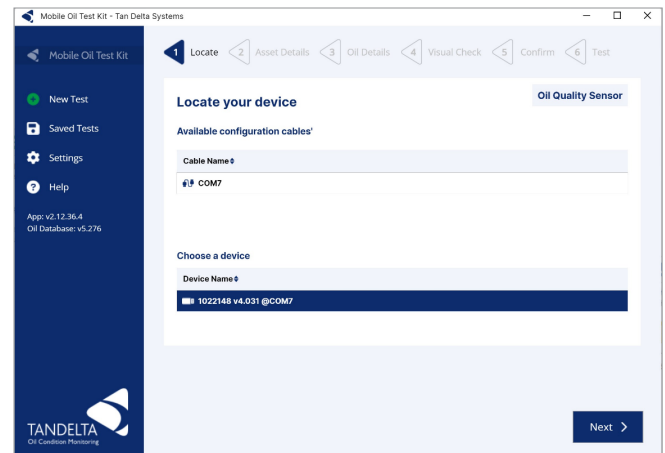 Mobile Oil Test Kit - Tan Delta Systems
Mobile Oil Test Kit
1 Locate 2 Asset Details 3 Oil Details 4 Visual Check 5 Confirm 6 Test
New Test
Saved Tests
Settings
Help
App: v2.12.36.4
Oil Database: v5.276
Locate your device
Oil Quality Sensor
Available configuration cables'
Cable Name
COM7
Choose a device
Device Name
1022148 v4.031 @COM7
TANDELTA
Oil Condition Monitoring
Next